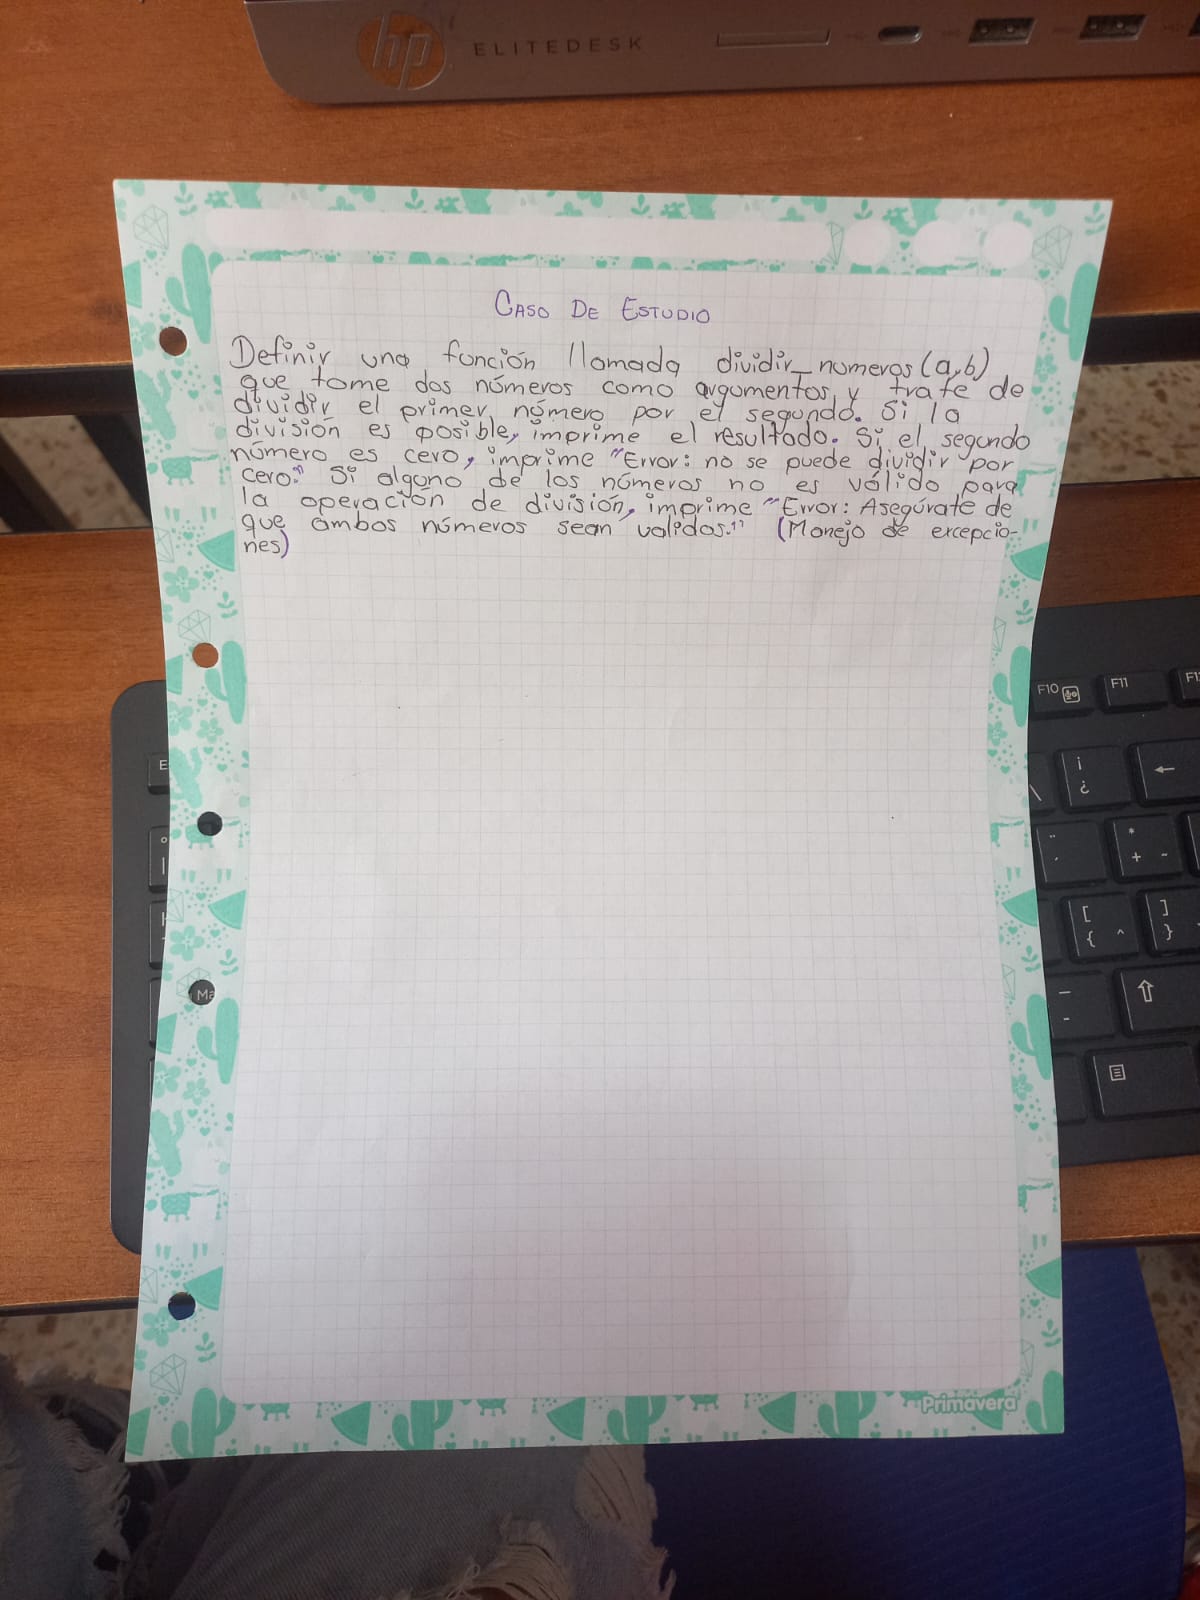 hp ELITEDESK
CASO DE ESTUDIO
Definir una función llamada dividir_numeros(a,b)
que tome dos números como argumentos y trate de
dividir el primer número por el segundo. Si la
división es posible, imprime el resultado. Si el segundo
número es cero, imprime "Error: no se puede dividir por
cero." Si alguno de los números no es válido para
la operación de división, imprime "Error: Asegúrate de
que ambos números sean validos." (Manejo de excepcio-
nes)
F10 F11
Primavera